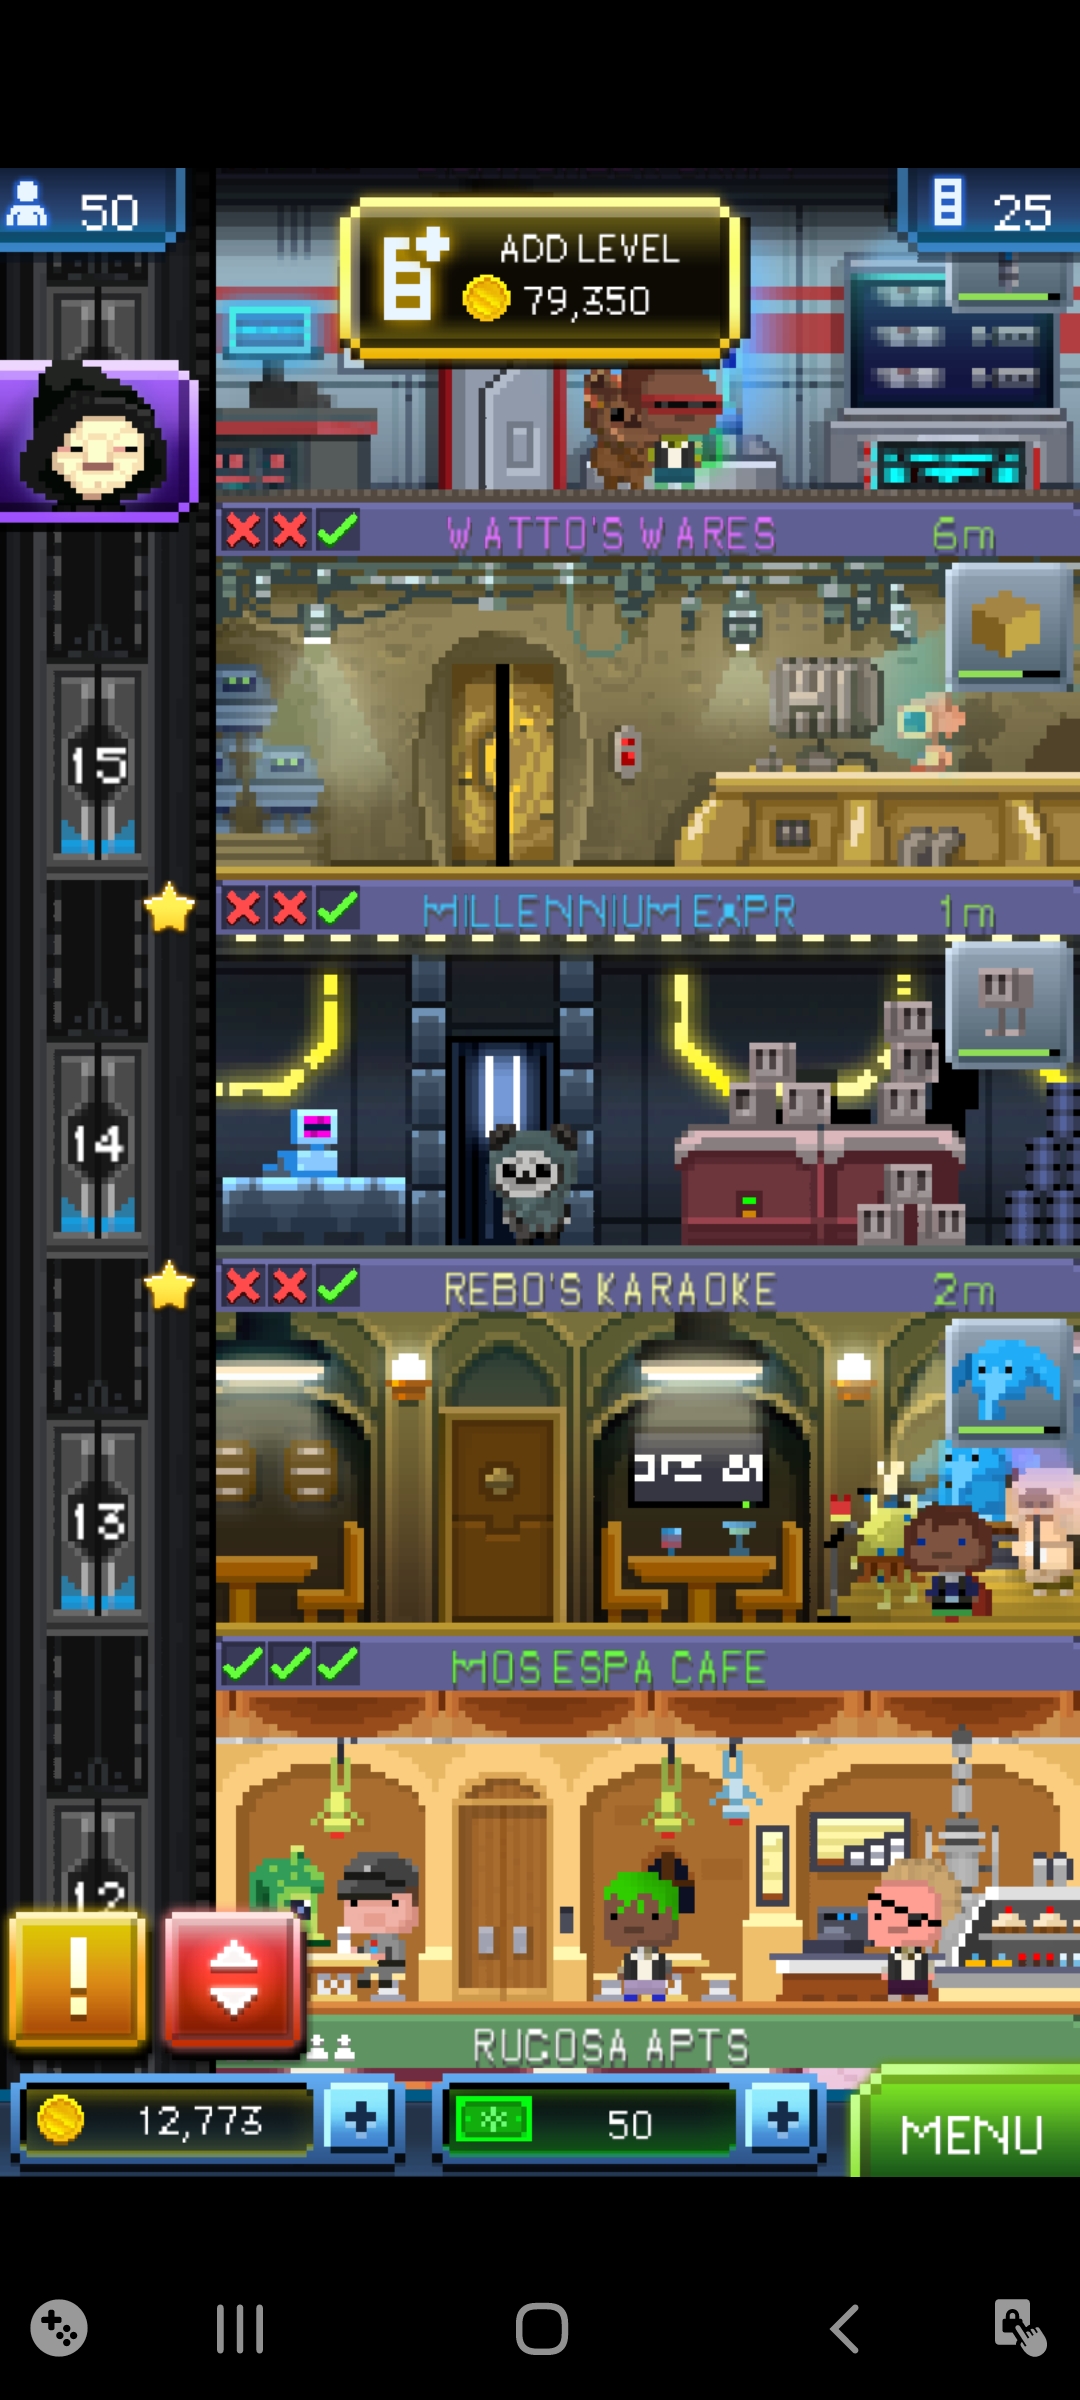 50
25
ADD LEVEL
79,350
WATTO'S WARES 6m
15
MILLENNIUM EXPR 1m
14
REBO'S KARAOKE 2m
13
MOS ESPA CAFE
12
!
RUCOSA APTS
12,773 + 50 + MENU